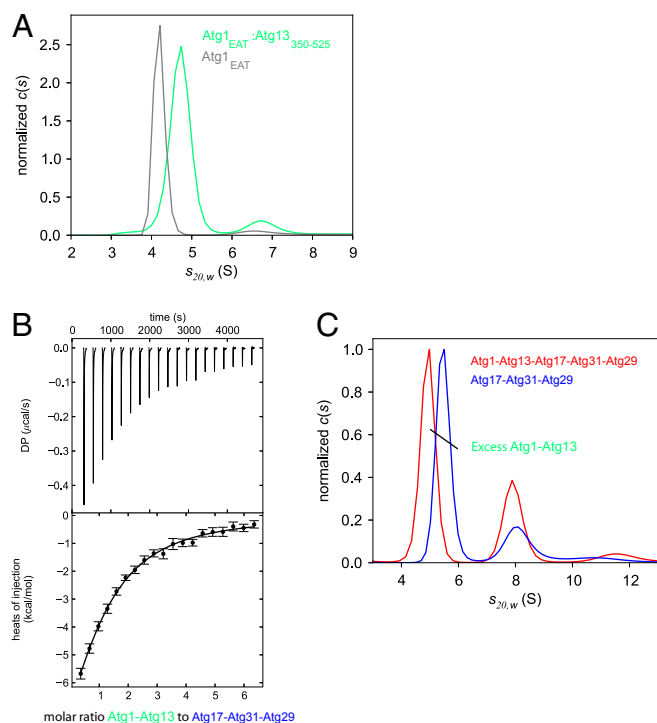 A
Atg1EAT :Atg13350-525
Atg1EAT
normalized c(s)
2.5
2.0
1.5
1.0
0.5
0.0
2 3 4 5 6 7 8 9
s20,w (S)
B
time (s)
0 1000 2000 3000 4000
DP (μcal/s)
0.0
−0.1
−0.2
−0.3
−0.4
heats of injection
(kcal/mol)
0
−1
−2
−3
−4
−5
−6
1 2 3 4 5 6
molar ratio Atg1-Atg13 to Atg17-Atg31-Atg29
C
Atg1-Atg13-Atg17-Atg31-Atg29
Atg17-Atg31-Atg29
Excess Atg1-Atg13
normalized c(s)
1.0
0.8
0.6
0.4
0.2
0.0
4 6 8 10 12
s20,w (S)